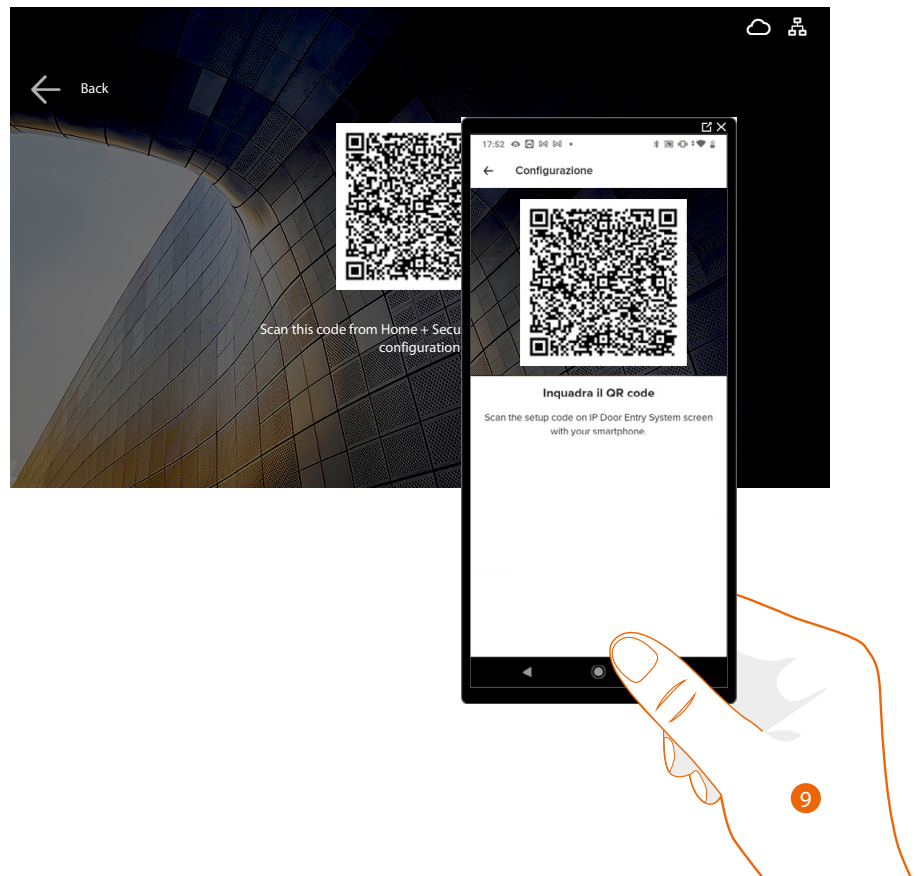 Back
Scan this code from Home + Secu
configuration
17:52
Configurazione
Inquadra il QR code
Scan the setup code on IP Door Entry System screen
with your smartphone.
9